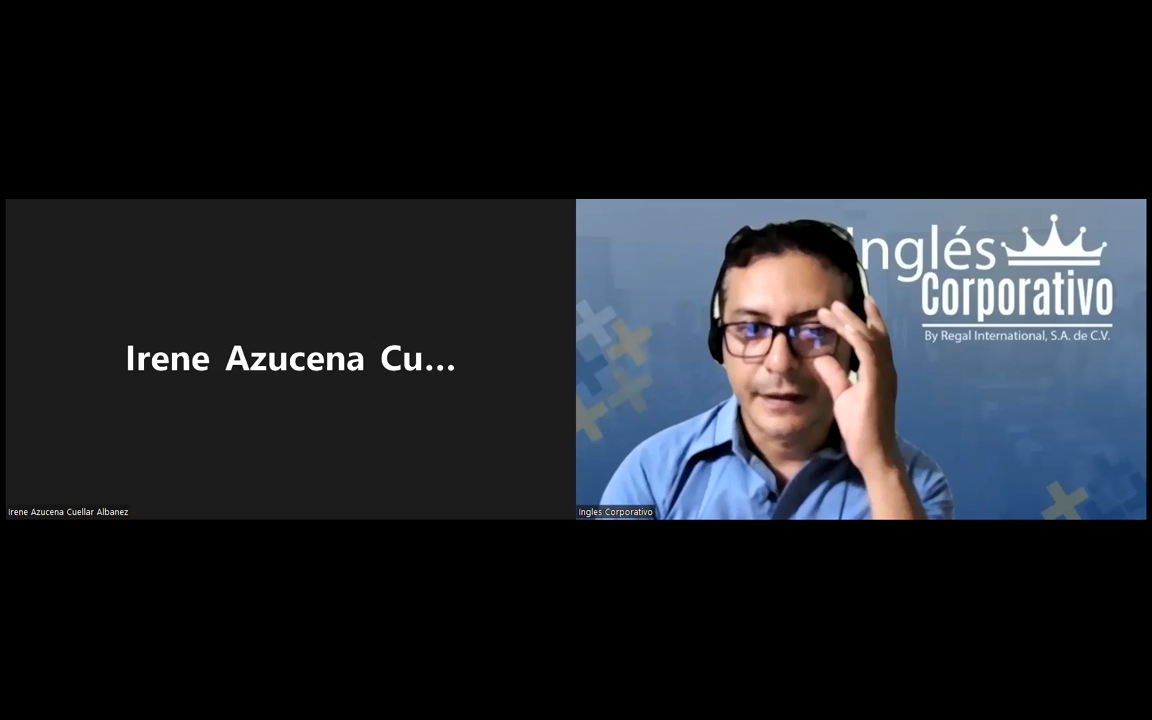 Irene Azucena Cu...
Irene Azucena Cuellar Albanez
Inglés
Corporativo
By Regal International, S.A. de C.V.
Ingles Corporativo